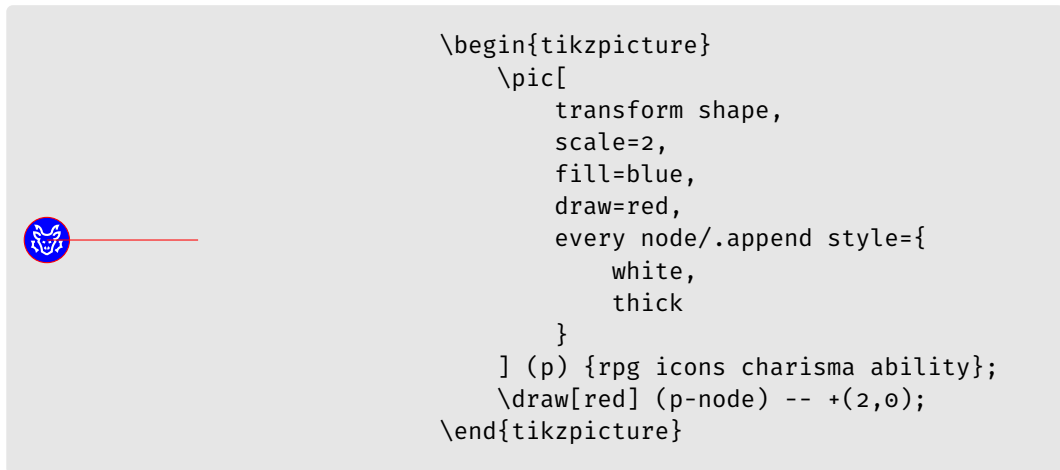 \begin{tikzpicture}
    \pic[
        transform shape,
        scale=2,
        fill=blue,
        draw=red,
        every node/.append style={
            white,
            thick
        }
    ] (p) {rpg icons charisma ability};
    \draw[red] (p-node) -- +(2,0);
\end{tikzpicture}